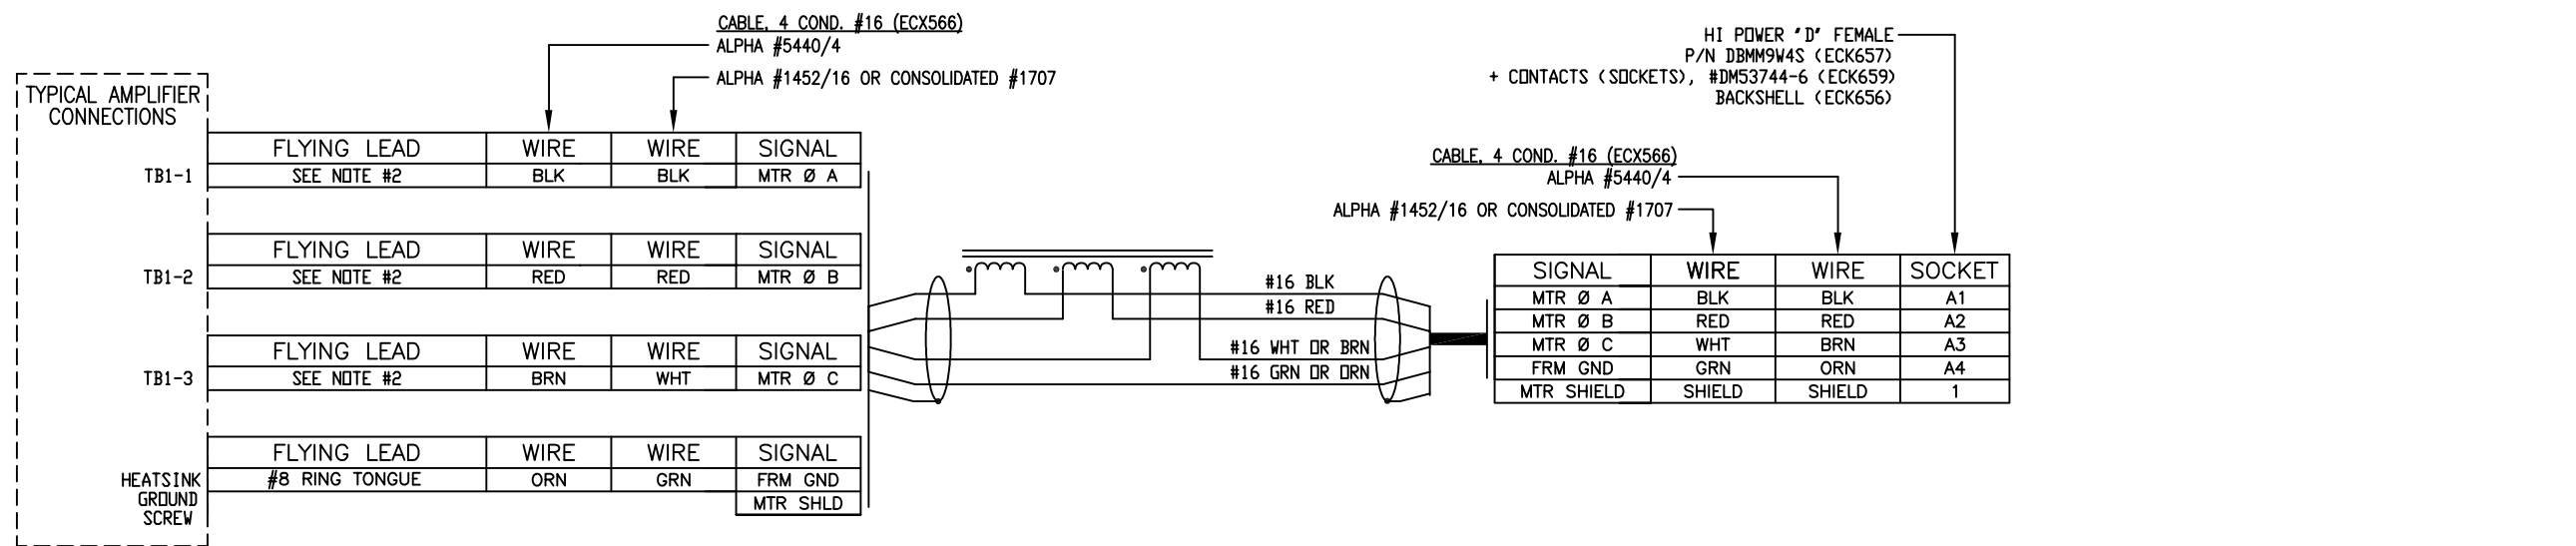 CABLE, 4 COND. #16 (ECX566)
ALPHA #5440/4
ALPHA #1452/16 OR CONSOLIDATED #1707
HI POWER 'D' FEMALE
P/N DBMM9W4S (ECK657)
+ CONTACTS (SOCKETS), #DM53744-6 (ECK659)
BACKSHELL (ECK656)
TYPICAL AMPLIFIER
CONNECTIONS
FLYING LEAD WIRE WIRE SIGNAL
TB1-1 SEE NOTE #2 BLK BLK MTR Ø A
FLYING LEAD WIRE WIRE SIGNAL
TB1-2 SEE NOTE #2 RED RED MTR Ø B
FLYING LEAD WIRE WIRE SIGNAL
TB1-3 SEE NOTE #2 BRN WHT MTR Ø C
FLYING LEAD WIRE WIRE SIGNAL
HEATSINK #8 RING TONGUE ORN GRN FRM GND
GROUND
SCREW
MTR SHLD
#16 BLK
#16 RED
#16 WHT OR BRN
#16 GRN OR ORN
CABLE, 4 COND. #16 (ECX566)
ALPHA #5440/4
ALPHA #1452/16 OR CONSOLIDATED #1707
SIGNAL WIRE WIRE SOCKET
MTR Ø A BLK BLK A1
MTR Ø B RED RED A2
MTR Ø C WHT BRN A3
FRM GND GRN ORN A4
MTR SHIELD SHIELD SHIELD 1